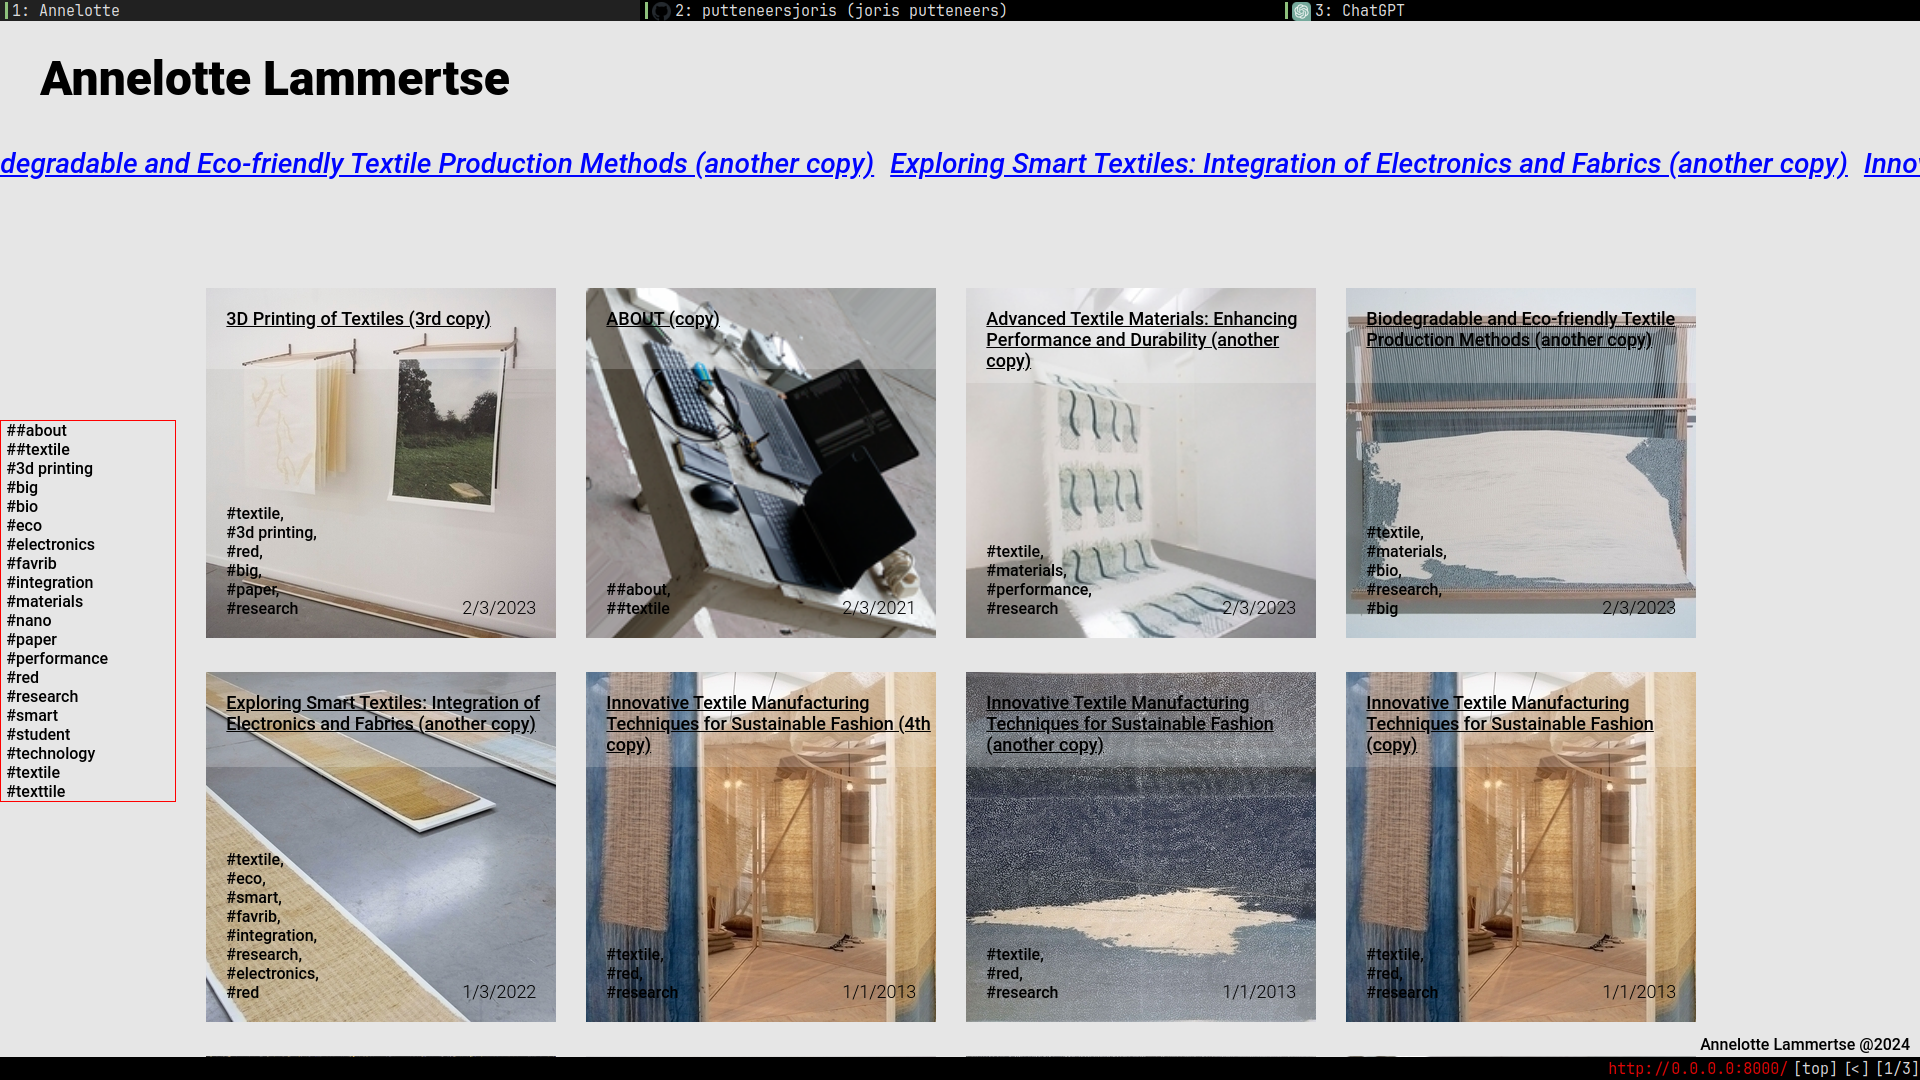 1: Annelotte
2: putteneersjoris (joris putteneers)
3: ChatGPT
Annelotte Lammertse
degradable and Eco-friendly Textile Production Methods (another copy) Exploring Smart Textiles: Integration of Electronics and Fabrics (another copy) Inno
3D Printing of Textiles (3rd copy)
#textile,
#3d printing,
#red,
#big,
#paper,
#research
2/3/2023
ABOUT (copy)
##about,
##textile
2/3/2021
Advanced Textile Materials: Enhancing
Performance and Durability (another
copy)
#textile,
#materials,
#performance,
#research
2/3/2023
Biodegradable and Eco-friendly Textile
Production Methods (another copy)
#textile,
#materials,
#bio,
#research,
#big
2/3/2023
##about
##textile
#3d printing
#big
#bio
#eco
#electronics
#favrib
#integration
#materials
#nano
#paper
#performance
#red
#research
#smart
#student
#technology
#textile
#texttile
Exploring Smart Textiles: Integration of
Electronics and Fabrics (another copy)
#textile,
#eco,
#smart,
#favrib,
#integration,
#research,
#electronics,
#red
1/3/2022
Innovative Textile Manufacturing
Techniques for Sustainable Fashion (4th
copy)
#textile,
#red,
#research
1/1/2013
Innovative Textile Manufacturing
Techniques for Sustainable Fashion
(another copy)
#textile,
#red,
#research
1/1/2013
Innovative Textile Manufacturing
Techniques for Sustainable Fashion
(copy)
#textile,
#red,
#research
1/1/2013
Annelotte Lammertse @2024
http://0.0.0.0:8000/ [top] [<] [1/3]